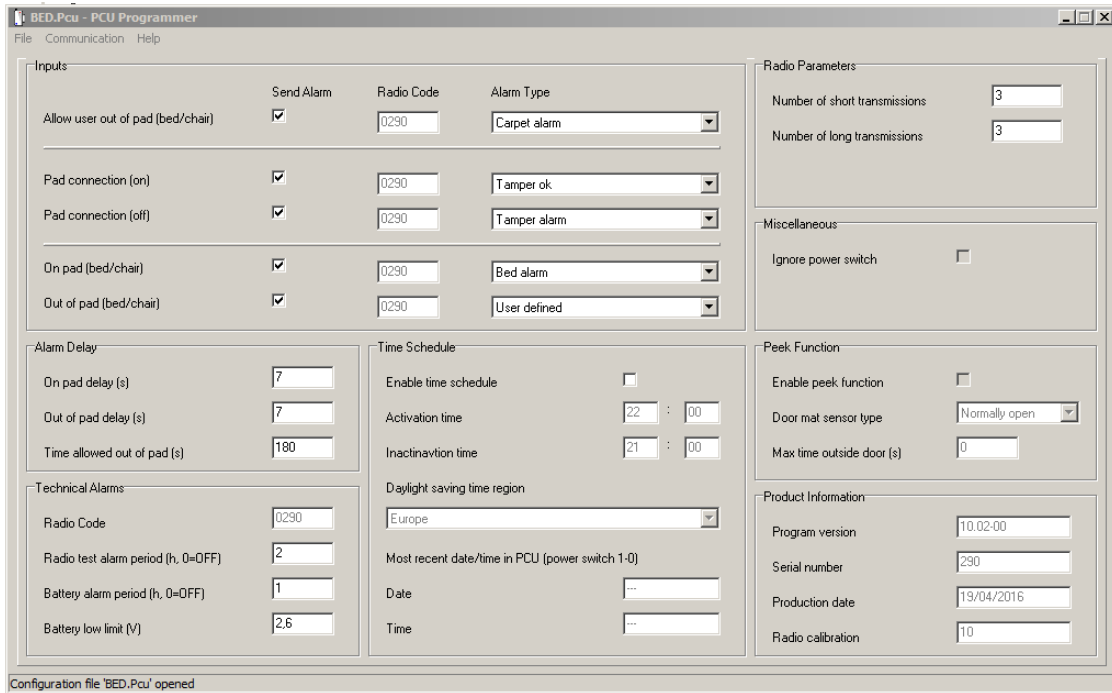 BED.Pcu - PCU Programmer
File Communication Help
Inputs
Send Alarm Radio Code Alarm Type
Allow user out of pad (bed/chair) 0290 Carpet alarm
Pad connection (on) 0290 Tamper ok
Pad connection (off) 0290 Tamper alarm
On pad (bed/chair) 0290 Bed alarm
Out of pad (bed/chair) 0290 User defined
Radio Parameters
Number of short transmissions 3
Number of long transmissions 3
Miscellaneous
Ignore power switch
Alarm Delay
On pad delay (s) 7
Out of pad delay (s) 7
Time allowed out of pad (s) 180
Technical Alarms
Radio Code 0290
Radio test alarm period (h, 0=OFF) 2
Battery alarm period (h, 0=OFF) 1
Battery low limit (V) 2,6
Time Schedule
Enable time schedule
Activation time 22 : 00
Inactinavtion time 21 : 00
Daylight saving time region
Europe
Most recent date/time in PCU (power switch 1-0)
Date ---
Time ---
Peek Function
Enable peek function
Door mat sensor type Normally open
Max time outside door (s) 0
Product Information
Program version 10.02-00
Serial number 290
Production date 19/04/2016
Radio calibration 10
Configuration file 'BED.Pcu' opened